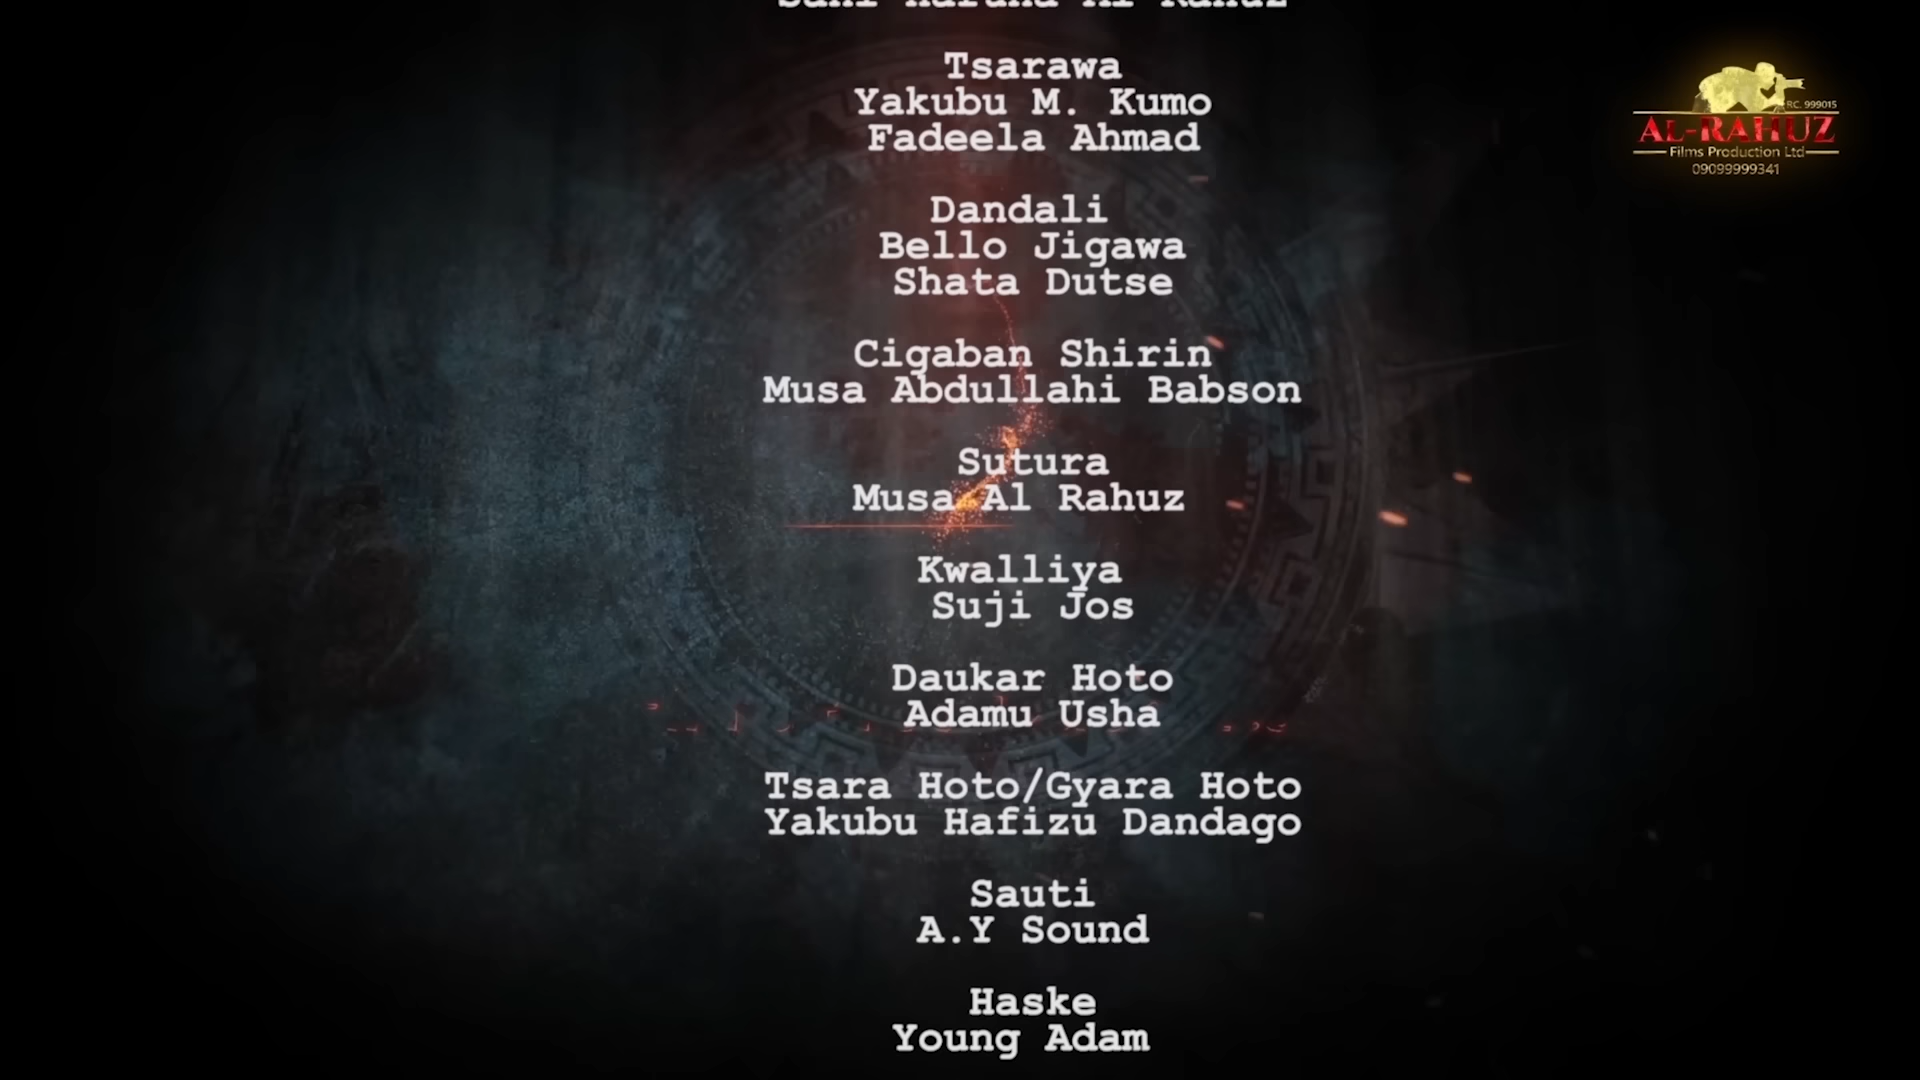 Tsarawa
Yakubu M. Kumo
Fadeela Ahmad
Dandali
Bello Jigawa
Shata Dutse
Cigaban Shirin
Musa Abdullahi Babson
Sutura
Musa Al Rahuz
Kwalliya
Suji Jos
Daukar Hoto
Adamu Usha
Tsara Hoto/Gyara Hoto
Yakubu Hafizu Dandago
Sauti
A.Y Sound
Haske
Young Adam
RC. 999015
AL-RAHUZ
Films Production Ltd
09099999341